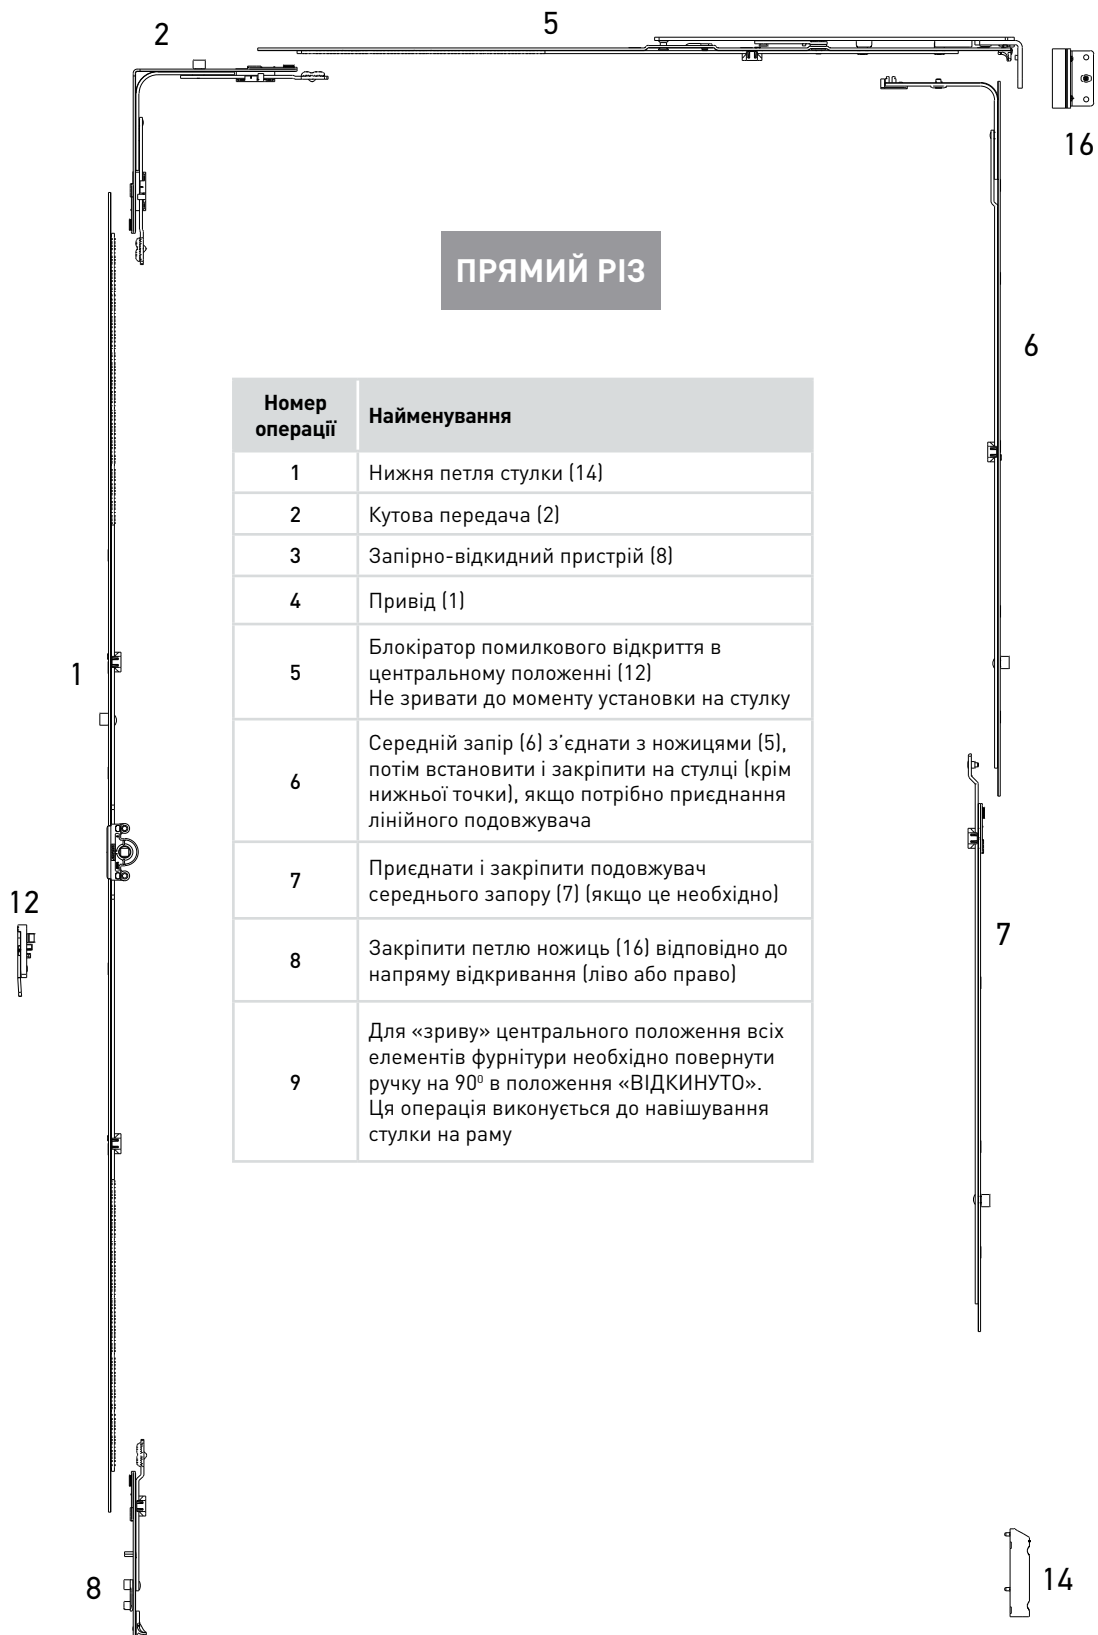 2
5
16
ПРЯМИЙ РІЗ
6
Номер
операції
Найменування
1
Нижня петля стулки (14)
2
Кутова передача (2)
3
Запірно-відкидний пристрій (8)
4
Привід (1)
1
5
Блокіратор помилкового відкриття в
центральному положенні (12)
Не зривати до моменту установки на стулку
6
Середній запір (6) з’єднати з ножицями (5),
потім встановити і закріпити на стулці (крім
нижньої точки), якщо потрібно приєднання
лінійного подовжувача
7
Приєднати і закріпити подовжувач
середнього запору (7) (якщо це необхідно)
12
7
8
Закріпити петлю ножиць (16) відповідно до
напряму відкривання (ліво або право)
9
Для «зриву» центрального положення всіх
елементів фурнітури необхідно повернути
ручку на 90⁰ в положення «ВІДКИНУТО».
Ця операція виконується до навішування
стулки на раму
8
14